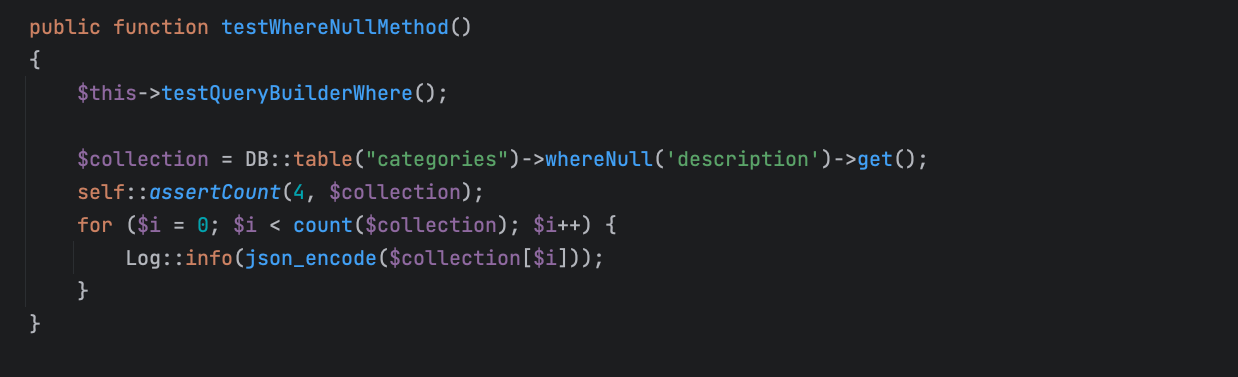 public function testWhereNullMethod()
{
    $this->testQueryBuilderWhere();

    $collection = DB::table("categories")->whereNull('description')->get();
    self::assertCount(4, $collection);
    for ($i = 0; $i < count($collection); $i++) {
        Log::info(json_encode($collection[$i]));
    }
}